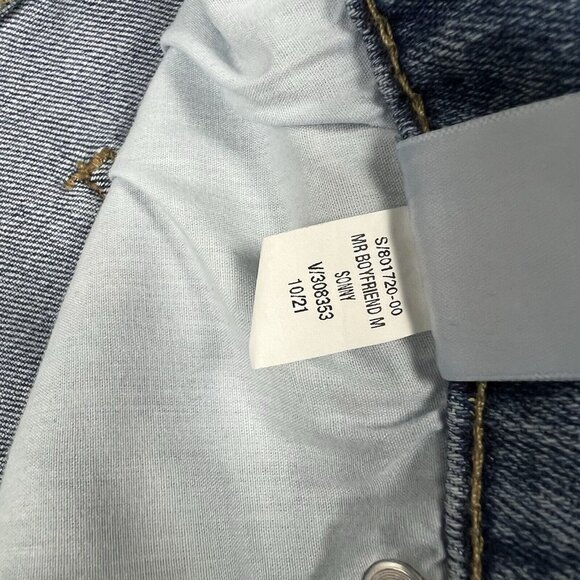 S/801720-00
MR BOYFRIEND M
SONNY
V/308353
10/21